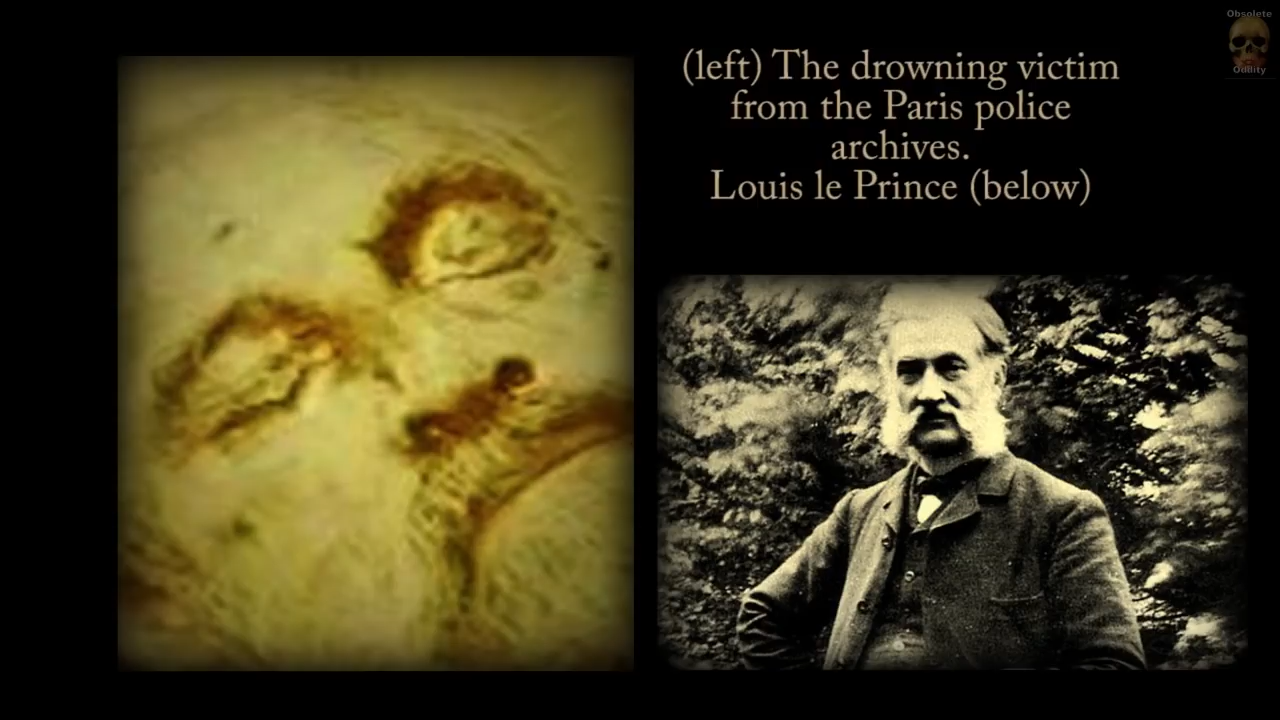 (left) The drowning victim
from the Paris police
archives.
Louis le Prince (below)
Obsolete
Oddity